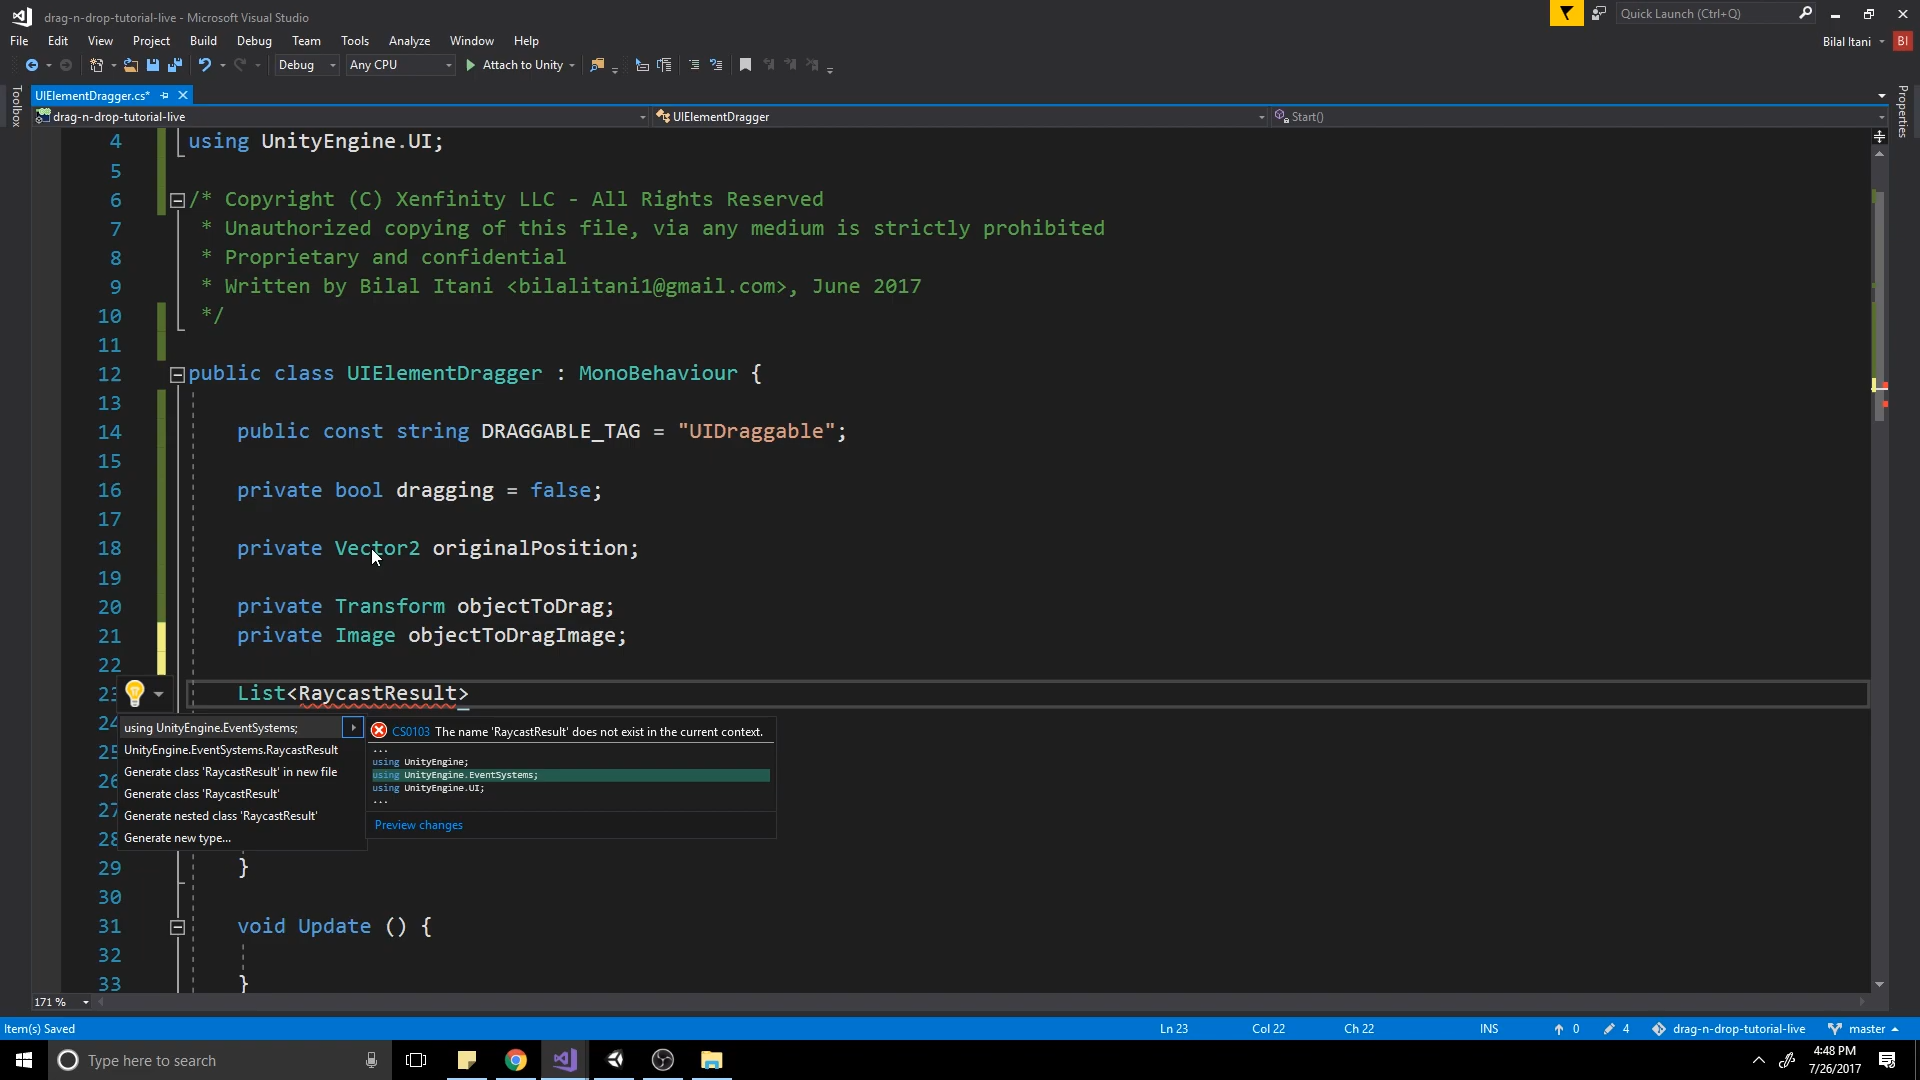 drag-n-drop-tutorial-live - Microsoft Visual Studio
Quick Launch (Ctrl+Q)
File Edit View Project Build Debug Team Tools Analyze Window Help
Bilal Itani BI
Debug Any CPU Attach to Unity
Toolbox
UIElementDragger.cs*
Properties
drag-n-drop-tutorial-live UIElementDragger Start()
4 using UnityEngine.UI;
5
6 /* Copyright (C) Xenfinity LLC - All Rights Reserved
7 * Unauthorized copying of this file, via any medium is strictly prohibited
8 * Proprietary and confidential
9 * Written by Bilal Itani <bilalitani1@gmail.com>, June 2017
10 */
11
12 public class UIElementDragger : MonoBehaviour {
13
14 public const string DRAGGABLE_TAG = "UIDraggable";
15
16 private bool dragging = false;
17
18 private Vector2 originalPosition;
19
20 private Transform objectToDrag;
21 private Image objectToDragImage;
22
23 List<RaycastResult>
24
25
26
27
28
using UnityEngine.EventSystems;
UnityEngine.EventSystems.RaycastResult
Generate class 'RaycastResult' in new file
Generate class 'RaycastResult'
Generate nested class 'RaycastResult'
Generate new type...
CS0103 The name 'RaycastResult' does not exist in the current context.
...
using UnityEngine;
using UnityEngine.EventSystems;
using UnityEngine.UI;
...
Preview changes
29 }
30
31 void Update () {
32
33 }
171 %
Item(s) Saved Ln 23 Col 22 Ch 22 INS 0 4 drag-n-drop-tutorial-live master
Type here to search
4:48 PM
7/26/2017